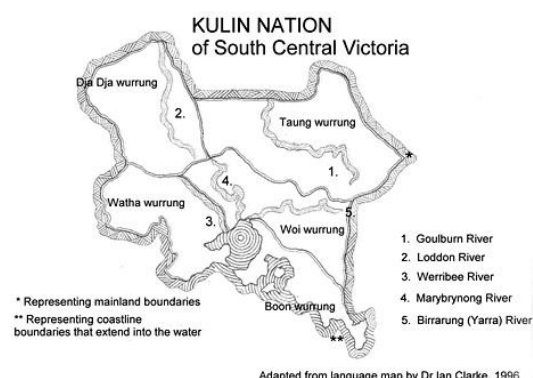 KULIN NATION
of South Central Victoria
Dja Dja wurrung
2.
Taung wurrung
*
1.
4.
Watha wurrung
5.
3.
Woi wurrung
1. Goulburn River
2. Loddon River
3. Werribee River
4. Marybrynong River
5. Birrarung (Yarra) River
* Representing mainland boundaries
** Representing coastline
boundaries that extend into the water
Boon wurrung
**
Adapted from language map by Dr Ian Clarke, 1996